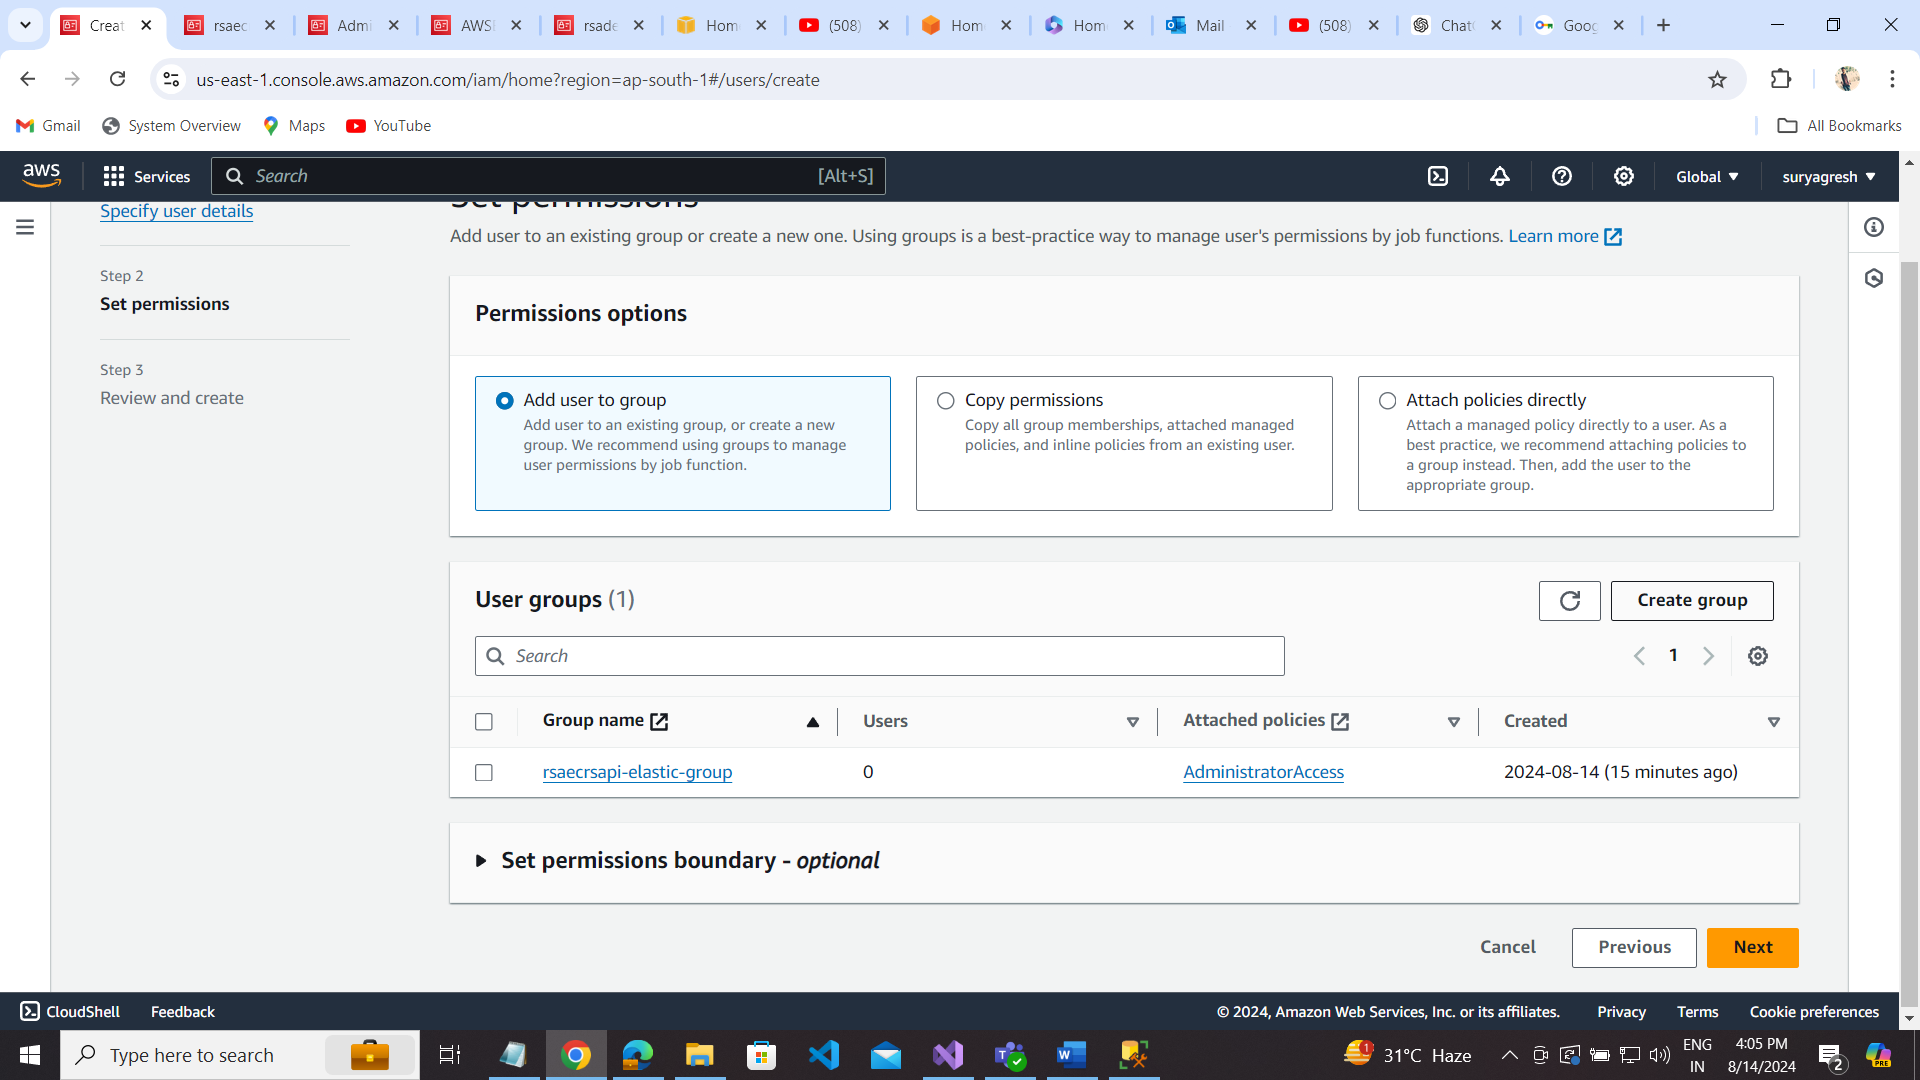 Creat
rsaec
Admi
AWSE
rsade
Hom
(508)
Hom
Hom
Mail
(508)
Chat
Goog
us-east-1.console.aws.amazon.com/iam/home?region=ap-south-1#/users/create
Gmail
System Overview
Maps
YouTube
All Bookmarks
aws
Services
Search
[Alt+S]
Global
suryagresh
Specify user details
Step 2
Set permissions
Step 3
Review and create
Set permissions
Add user to an existing group or create a new one. Using groups is a best-practice way to manage user's permissions by job functions. Learn more
Permissions options
Add user to group
Add user to an existing group, or create a new
group. We recommend using groups to manage
user permissions by job function.
Copy permissions
Copy all group memberships, attached managed
policies, and inline policies from an existing user.
Attach policies directly
Attach a managed policy directly to a user. As a
best practice, we recommend attaching policies to
a group instead. Then, add the user to the
appropriate group.
User groups (1)
Create group
Search
1
Group name
Users
Attached policies
Created
rsaecrsapi-elastic-group
0
AdministratorAccess
2024-08-14 (15 minutes ago)
Set permissions boundary - optional
Cancel
Previous
Next
CloudShell
Feedback
© 2024, Amazon Web Services, Inc. or its affiliates.
Privacy
Terms
Cookie preferences
Type here to search
1
31°C Haze
ENG
IN
4:05 PM
8/14/2024
2
PRE